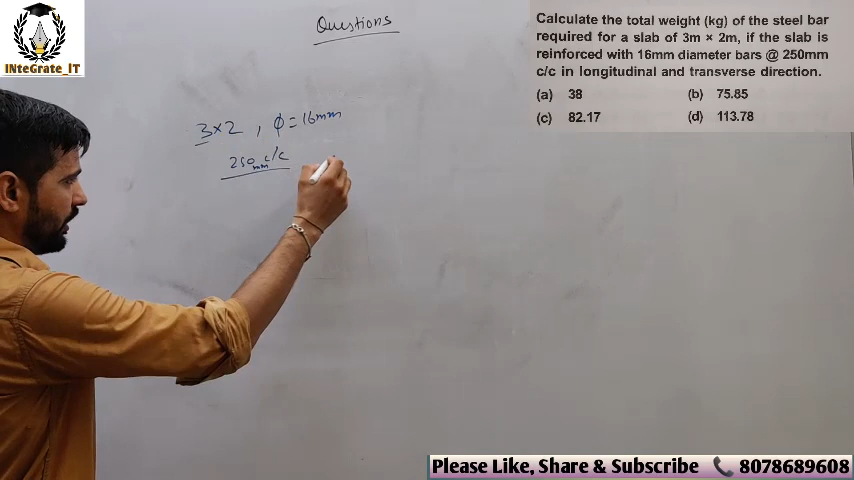 INteGrate_IT
Questions
3×2 , ϕ = 16mm
250mm c/c
Calculate the total weight (kg) of the steel bar
required for a slab of 3m × 2m, if the slab is
reinforced with 16mm diameter bars @ 250mm
c/c in longitudinal and transverse direction.
(a) 38 (b) 75.85
(c) 82.17 (d) 113.78
Please Like, Share & Subscribe 📞 8078689608